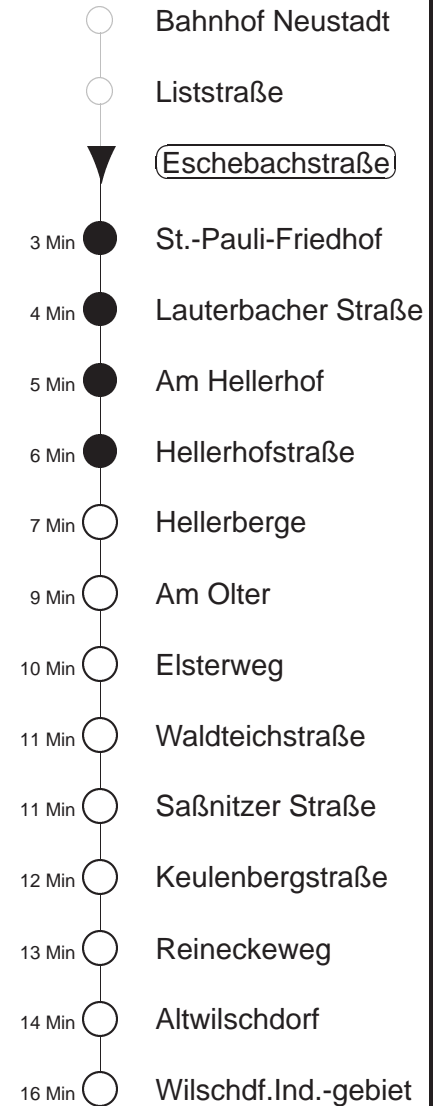 Bahnhof Neustadt
Liststraße
Eschebachstraße
3 Min St.-Pauli-Friedhof
4 Min Lauterbacher Straße
5 Min Am Hellerhof
6 Min Hellerhofstraße
7 Min Hellerberge
9 Min Am Olter
10 Min Elsterweg
11 Min Waldteichstraße
11 Min Saßnitzer Straße
12 Min Keulenbergstraße
13 Min Reineckeweg
14 Min Altwilschdorf
16 Min Wilschdf.Ind.-gebiet